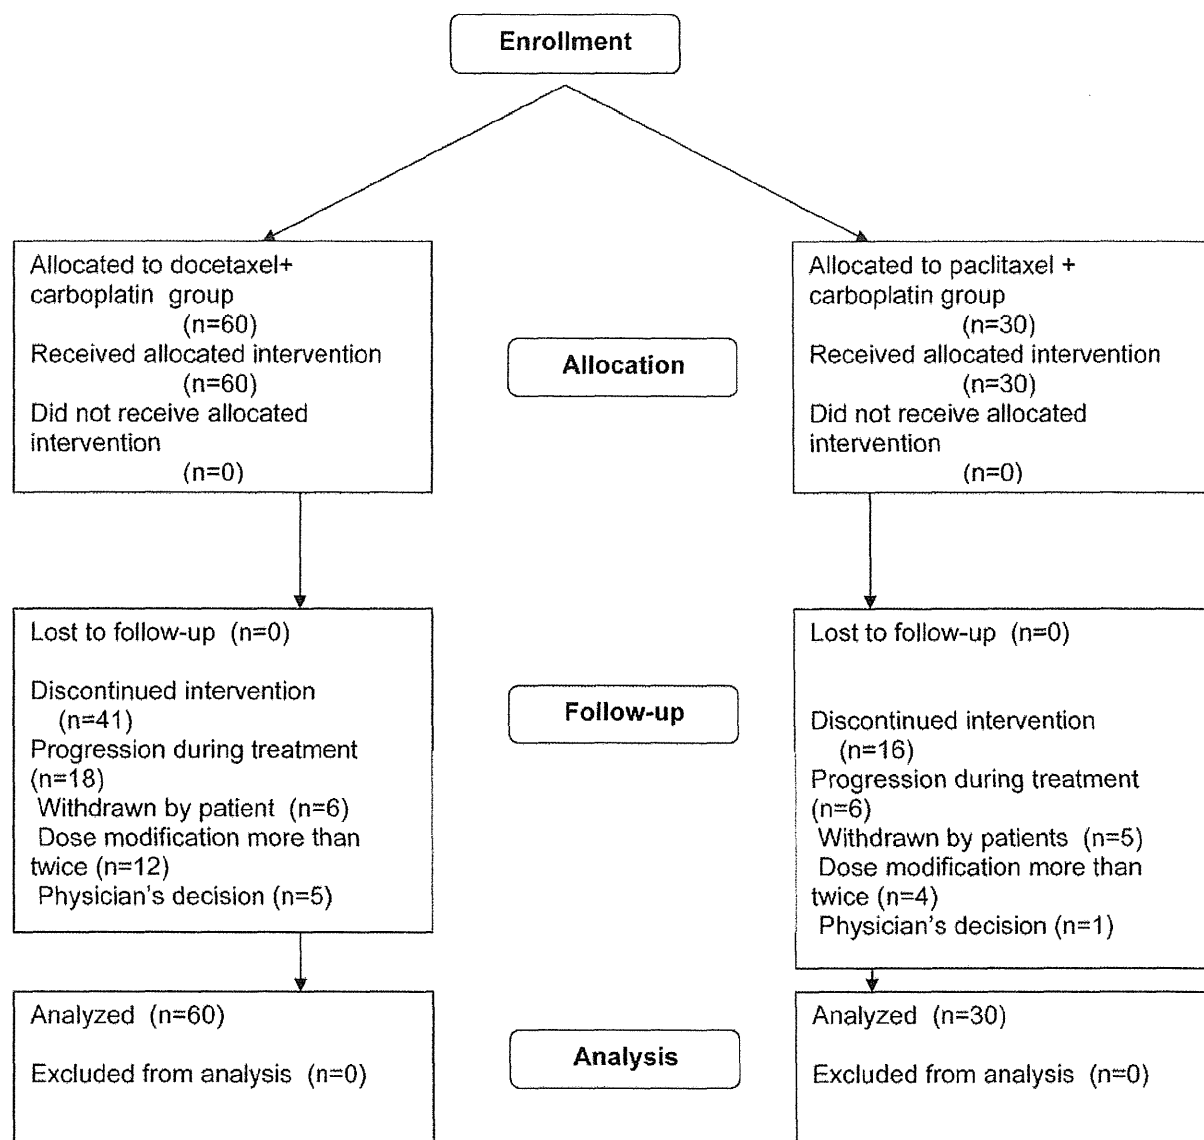 Enrollment
Allocated to docetaxel+
carboplatin group
(n=60)
Received allocated intervention
(n=60)
Did not receive allocated
intervention
(n=0)
Allocation
Allocated to paclitaxel +
carboplatin group
(n=30)
Received allocated intervention
(n=30)
Did not receive allocated
intervention
(n=0)
Lost to follow-up (n=0)
Discontinued intervention
(n=41)
Progression during treatment
(n=18)
Withdrawn by patient (n=6)
Dose modification more than
twice (n=12)
Physician's decision (n=5)
Follow-up
Lost to follow-up (n=0)
Discontinued intervention
(n=16)
Progression during treatment
(n=6)
Withdrawn by patients (n=5)
Dose modification more than
twice (n=4)
Physician's decision (n=1)
Analyzed (n=60)
Excluded from analysis (n=0)
Analysis
Analyzed (n=30)
Excluded from analysis (n=0)